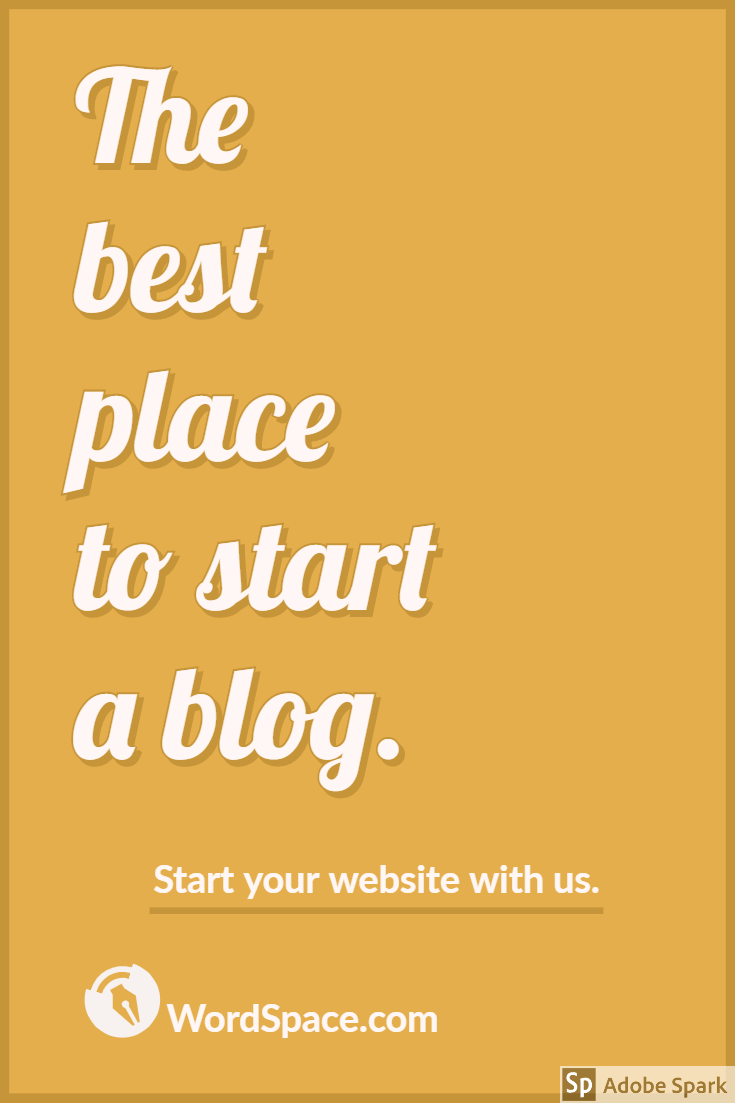 The
best
place
to start
a blog.
Start your website with us.
WordSpace.com
Sp Adobe Spark